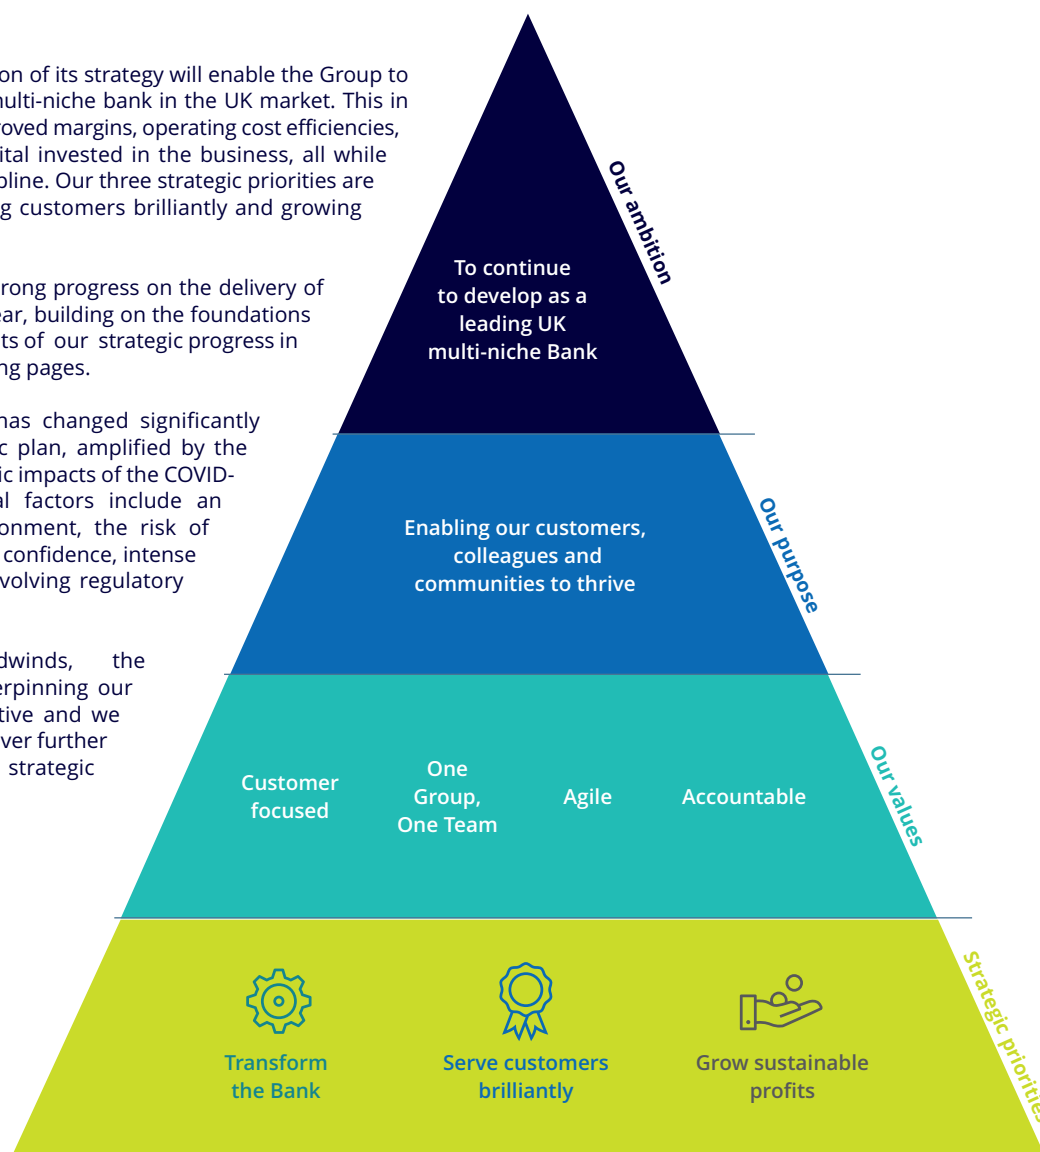 on of its strategy will enable the Group to
nulti-niche bank in the UK market. This in
roved margins, operating cost efficiencies,
ital invested in the business, all while
pline. Our three strategic priorities are
g customers brilliantly and growing
rong progress on the delivery of
ear, building on the foundations
ts of our strategic progress in
ng pages.
has changed significantly
c plan, amplified by the
ic impacts of the COVID-
al factors include an
onment, the risk of
confidence, intense
volving regulatory
dwinds, the
erpinning our
tive and we
ver further
strategic
Our ambition
To continue
to develop as a
leading UK
multi-niche Bank
Our purpose
Enabling our customers,
colleagues and
communities to thrive
Our values
Customer
focused
One
Group,
One Team
Agile
Accountable
Strategic priorities
Transform
the Bank
Serve customers
brilliantly
Grow sustainable
profits